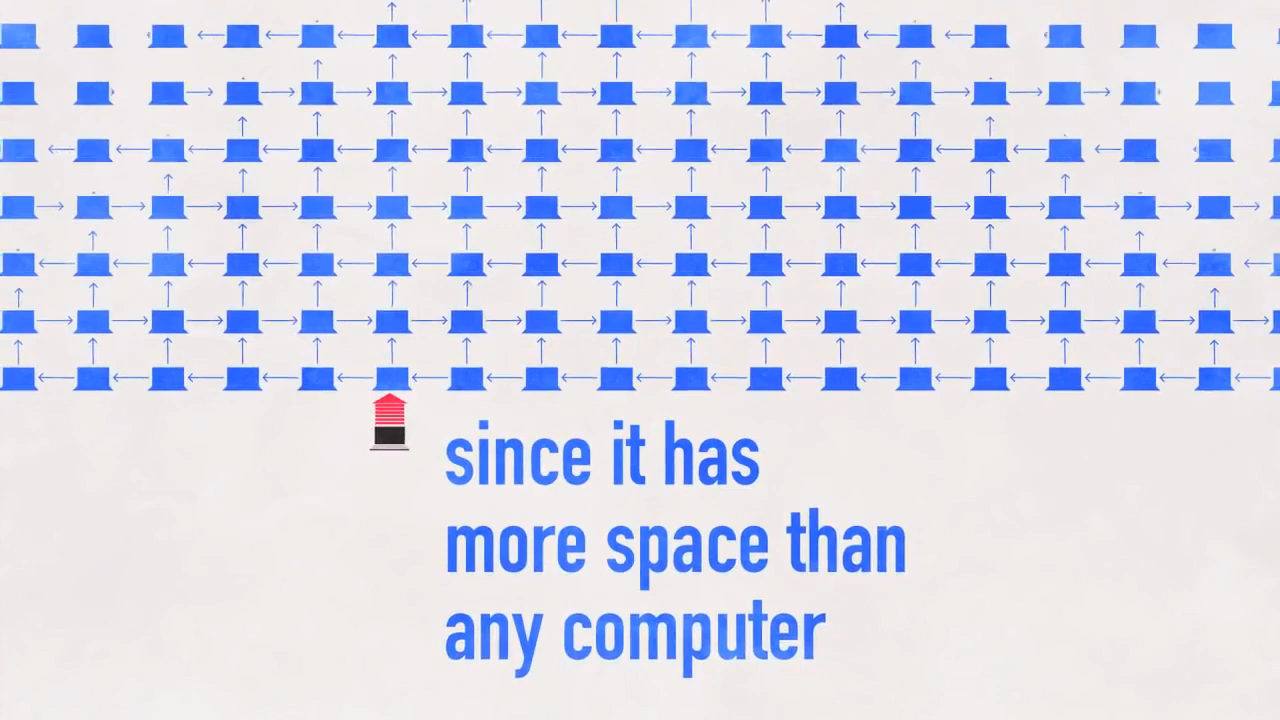 since it has
more space than
any computer